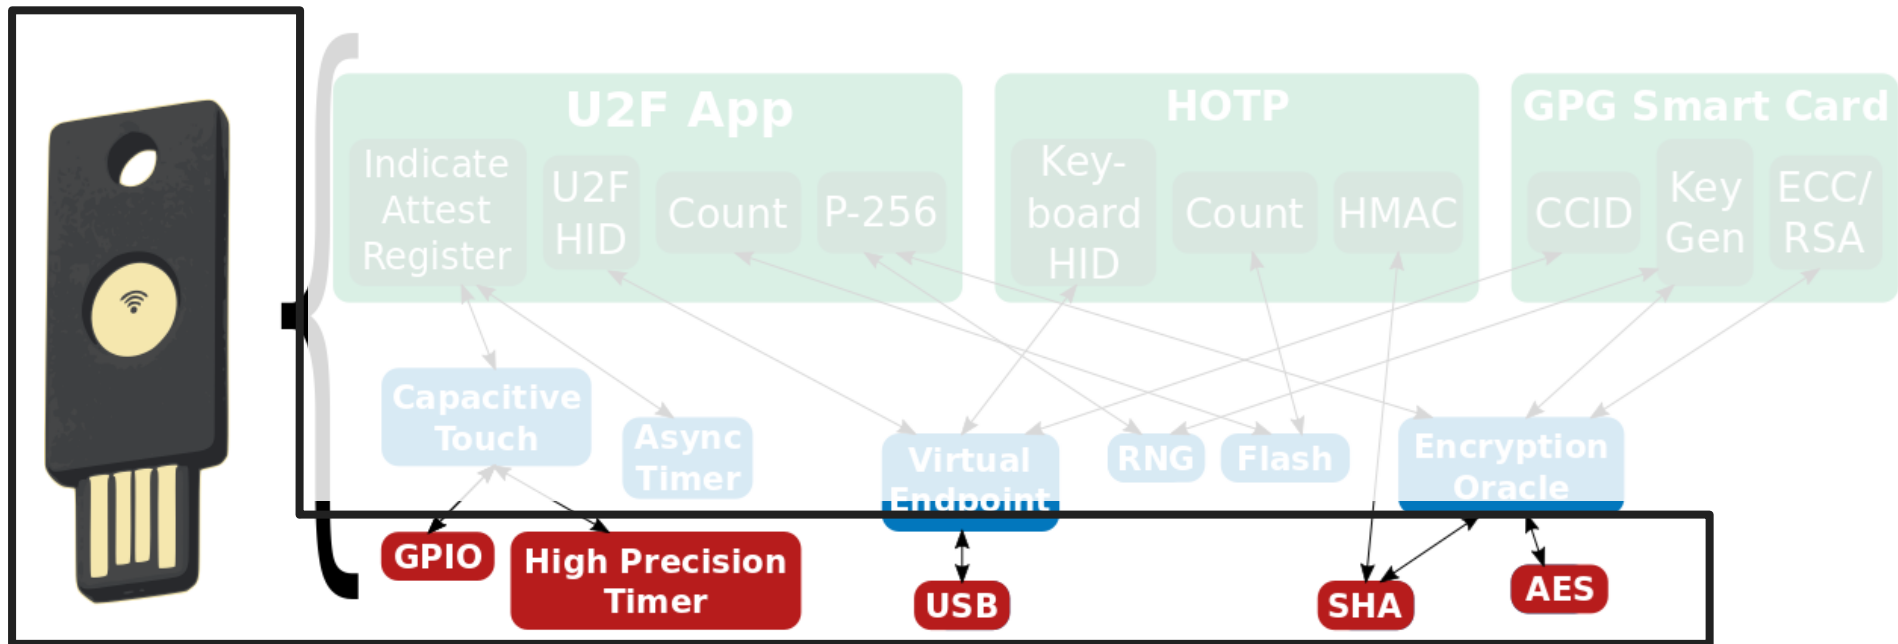 U2F App
HOTP
GPG Smart Card
Indicate
Attest
Register
U2F
HID
Count
P-256
Key-
board
HID
Count
HMAC
CCID
Key
Gen
ECC/
RSA
Capacitive
Touch
Async
Timer
Virtual
Endpoint
RNG
Flash
Encryption
Oracle
GPIO
High Precision
Timer
USB
SHA
AES